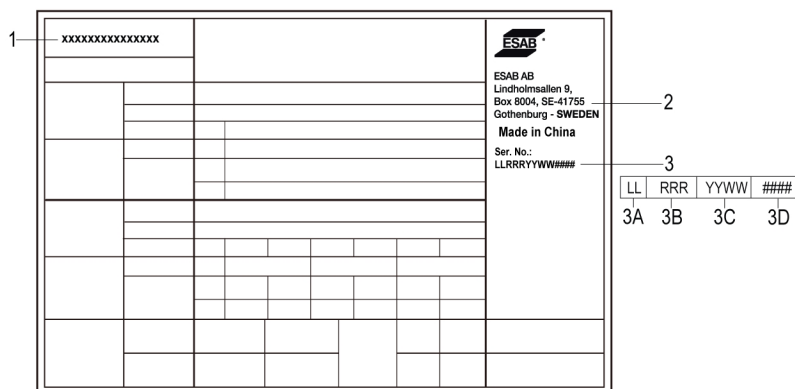 1
xxxxxxxxxxxxxxx
ESAB
ESAB AB
Lindholmsallen 9,
Box 8004, SE-41755
Gothenburg - SWEDEN
2
Made in China
Ser. No.:
LLRRRYYWW####
3
LL RRR YYWW ####
3A 3B 3C 3D